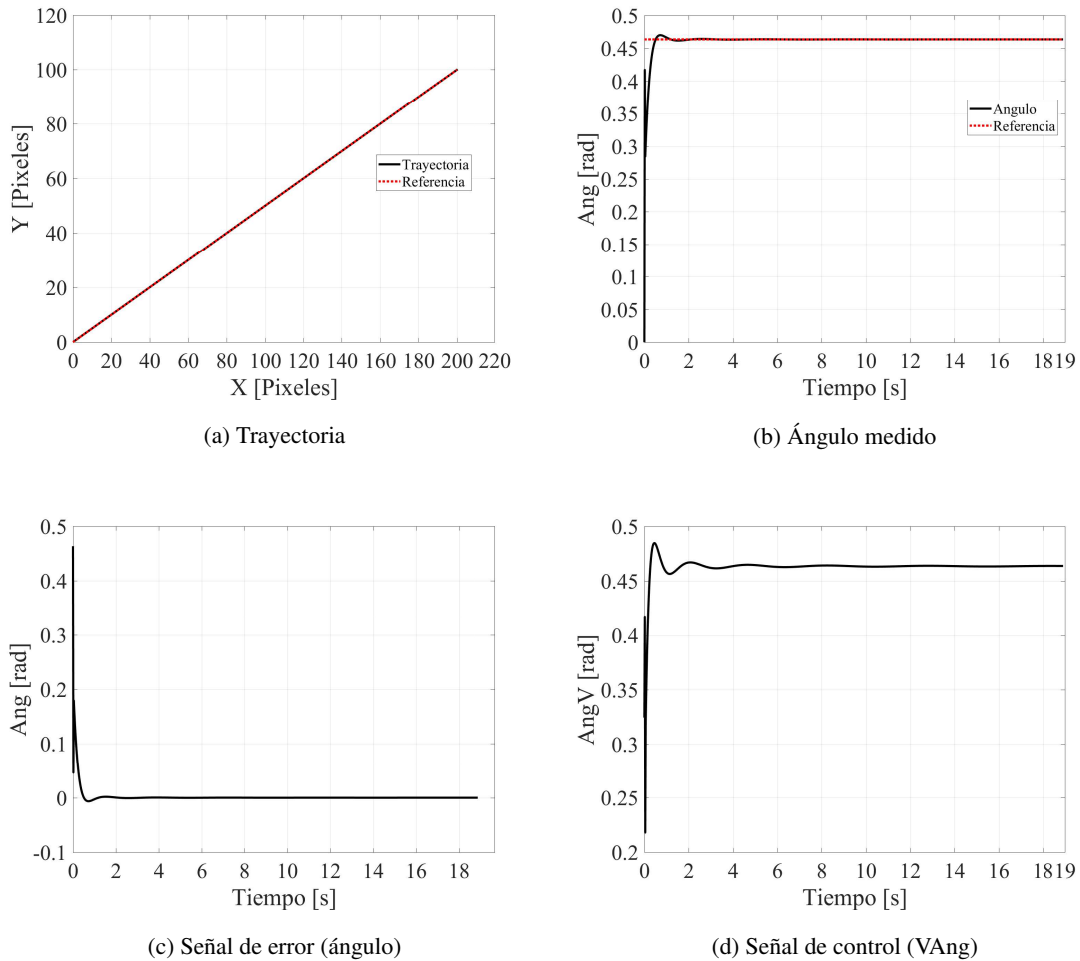 120
100
80
60
40
20
0
Y [Pixeles]
Trayectoria
Referencia
0 20 40 60 80 100 120 140 160 180 200 220
X [Pixeles]
(a) Trayectoria
0.5
0.45
0.4
0.35
0.3
0.25
0.2
0.15
0.1
0.05
0
Ang [rad]
Angulo
Referencia
0 2 4 6 8 10 12 14 16 18 19
Tiempo [s]
(b) Ángulo medido
0.5
0.4
0.3
0.2
0.1
0
-0.1
Ang [rad]
0 2 4 6 8 10 12 14 16 18
Tiempo [s]
(c) Señal de error (ángulo)
0.5
0.45
0.4
0.35
0.3
0.25
0.2
AngV [rad]
0 2 4 6 8 10 12 14 16 18 19
Tiempo [s]
(d) Señal de control (VAng)